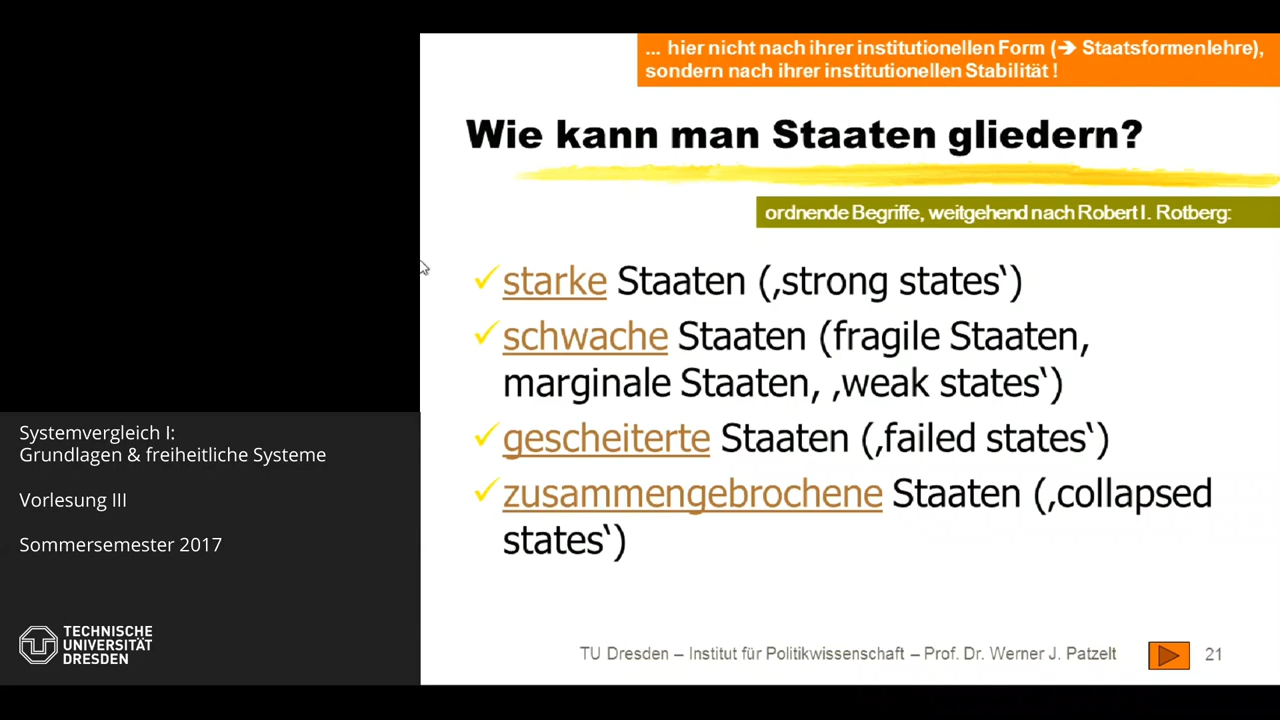 ... hier nicht nach ihrer institutionellen Form (➔ Staatsformenlehre),
sondern nach ihrer institutionellen Stabilität !
Wie kann man Staaten gliedern?
ordnende Begriffe, weitgehend nach Robert I. Rotberg:
✓ starke Staaten (‚strong states‘)
✓ schwache Staaten (fragile Staaten,
marginale Staaten, ‚weak states‘)
✓ gescheiterte Staaten (‚failed states‘)
✓ zusammengebrochene Staaten (‚collapsed
states‘)
Systemvergleich I:
Grundlagen & freiheitliche Systeme
Vorlesung III
Sommersemester 2017
TECHNISCHE
UNIVERSITÄT
DRESDEN
TU Dresden – Institut für Politikwissenschaft – Prof. Dr. Werner J. Patzelt
21